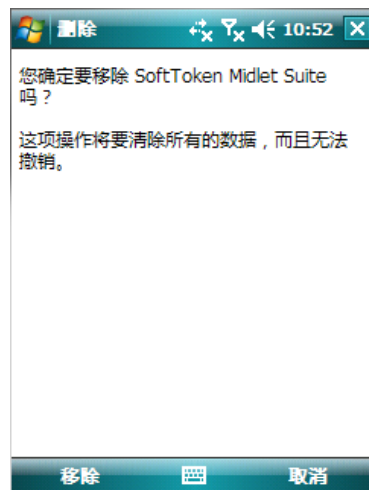 删除 10:52
您确定要移除 SoftToken Midlet Suite
吗？
这项操作将要清除所有的数据，而且无法
撤销。
移除 取消